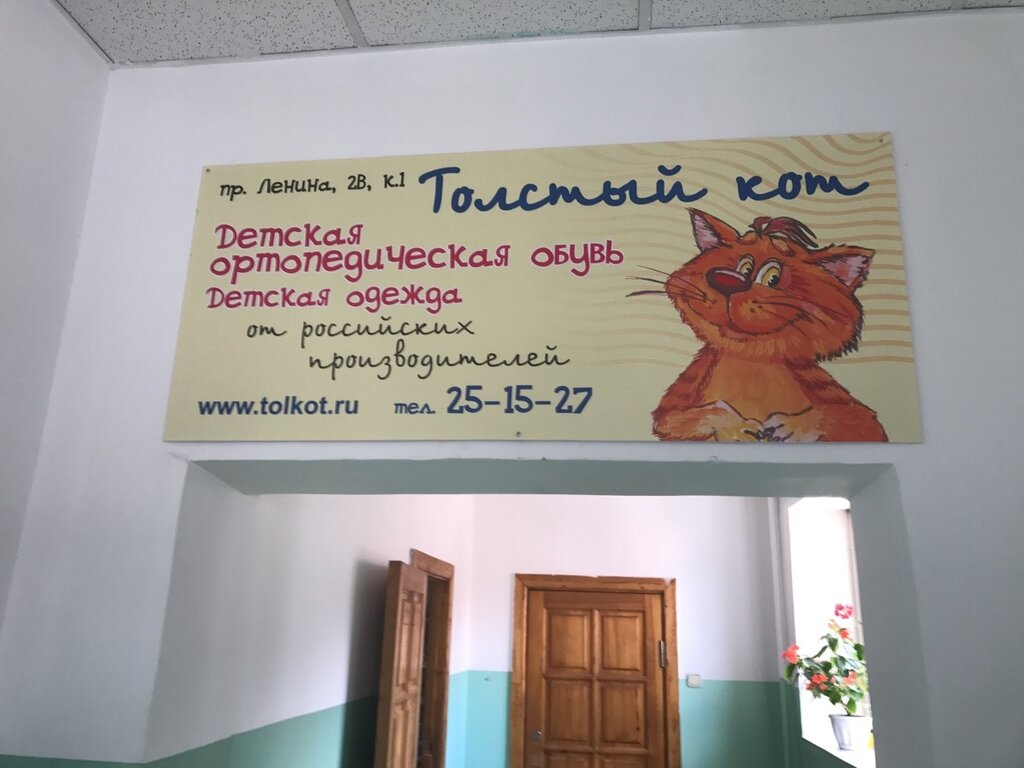 пр. Ленина, 2В, к.1
Толстый кот
Детская
ортопедическая обувь
Детская одежда
от российских
производителей
www.tolkot.ru тел. 25-15-27